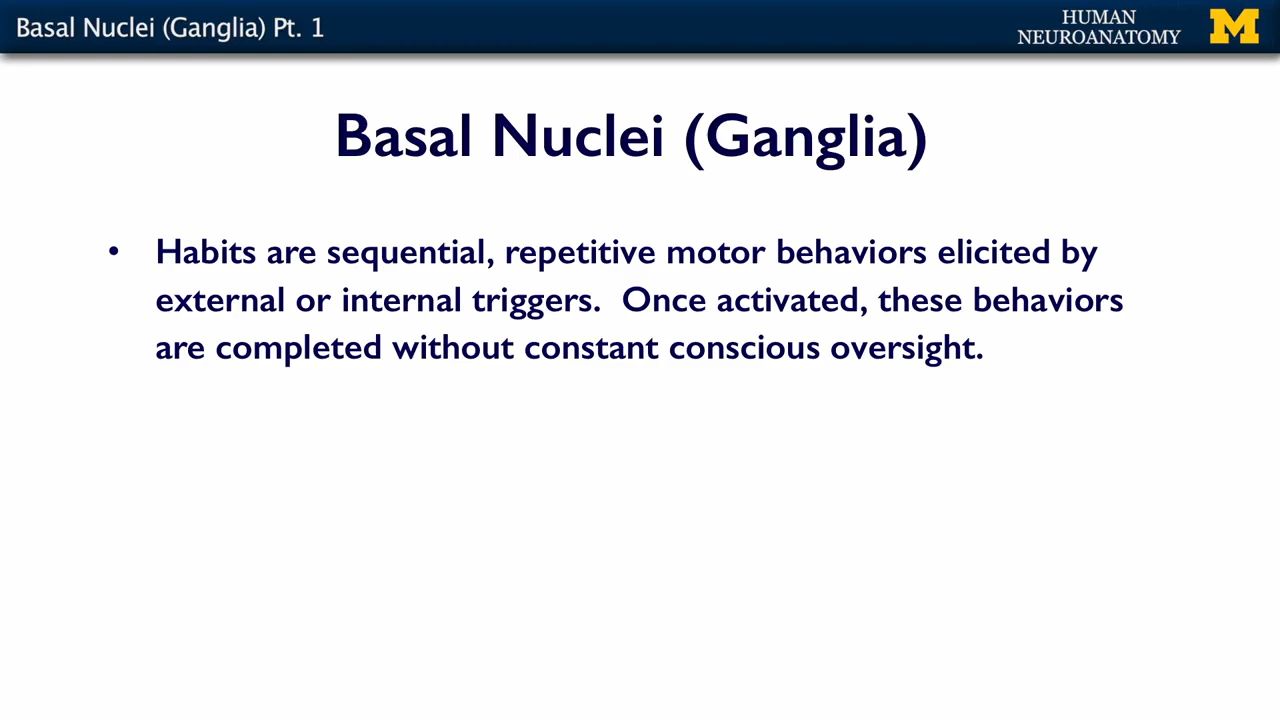 Basal Nuclei (Ganglia) Pt. 1
HUMAN
NEUROANATOMY
M
Basal Nuclei (Ganglia)
• Habits are sequential, repetitive motor behaviors elicited by
external or internal triggers.  Once activated, these behaviors
are completed without constant conscious oversight.